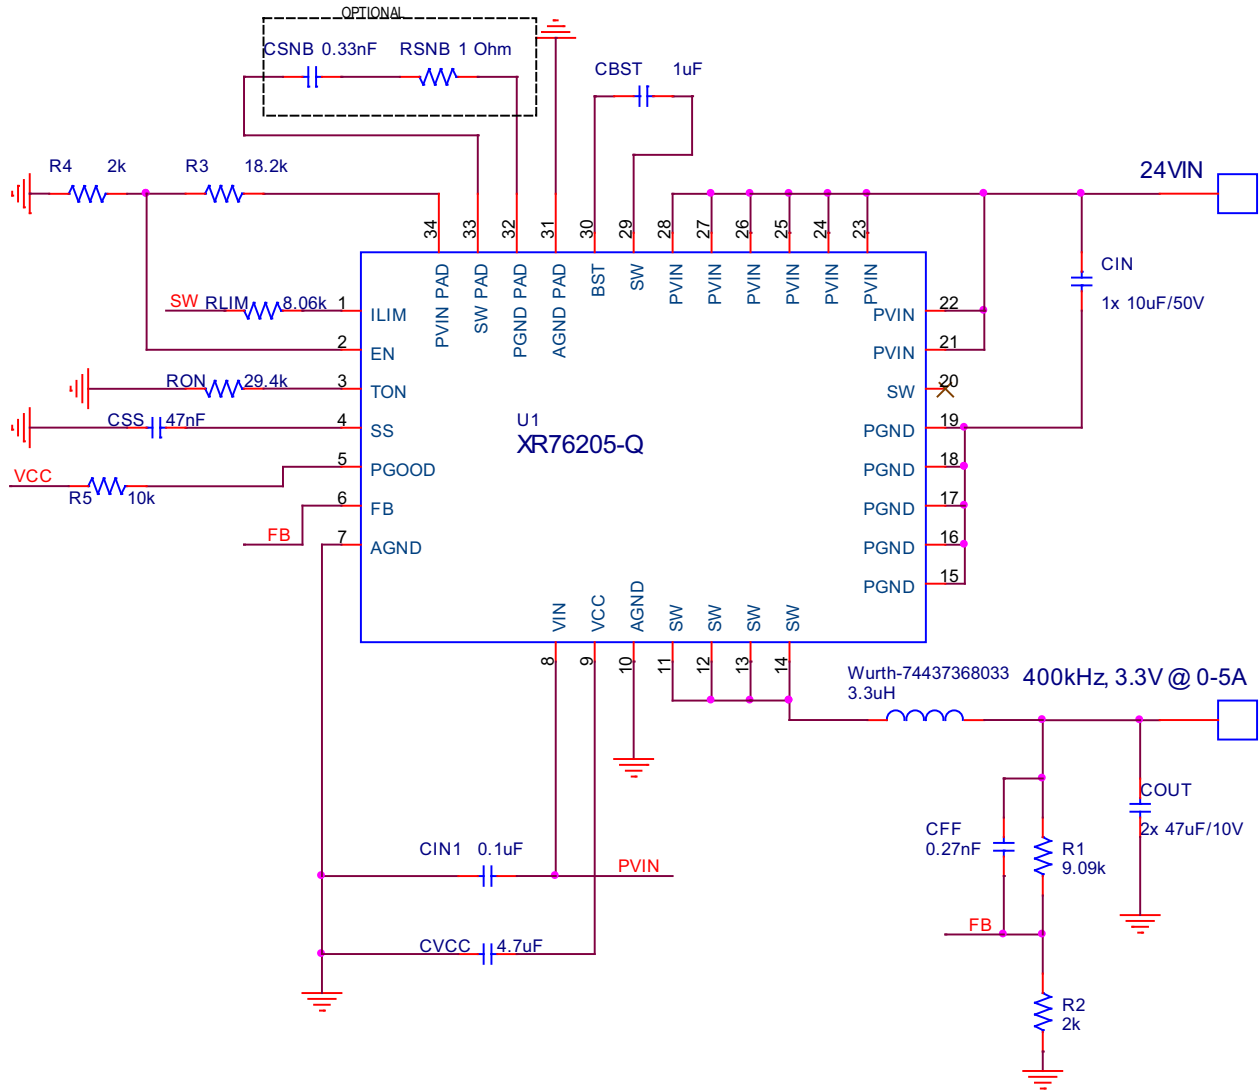 OPTIONAL
CSNB 0.33nF RSNB 1 Ohm
CBST 1uF
R4 2k R3 18.2k
24VIN
34 33 32 31 30 29 28 27 26 25 24 23
PVIN PAD SW PAD PGND PAD AGND PAD BST SW PVIN PVIN PVIN PVIN PVIN PVIN
CIN
1x 10uF/50V
SW RLIM 8.06k 1 ILIM
PVIN 22
2 EN
PVIN 21
RON 29.4k 3 TON
SW 20
CSS 47nF 4 SS
PGND 19
U1
XR76205-Q
VCC R5 10k 5 PGOOD
PGND 18
FB 6 FB
PGND 17
7 AGND
PGND 16
PGND 15
VIN VCC AGND SW SW SW SW
8 9 10 11 12 13 14
Wurth-74437368033
3.3uH
400kHz, 3.3V @ 0-5A
COUT
2x 47uF/10V
CFF
0.27nF
R1
9.09k
CIN1 0.1uF PVIN
FB
CVCC 4.7uF
R2
2k